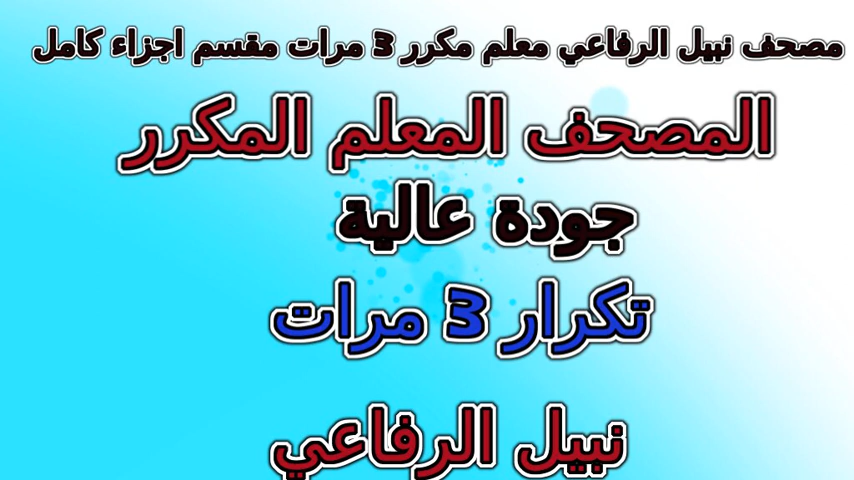 مصحف نبيل الرفاعي معلم مكرر 3 مرات مقسم اجزاء كامل
المصحف المعلم المكرر
جودة عالية
تكرار 3 مرات
نبيل الرفاعي